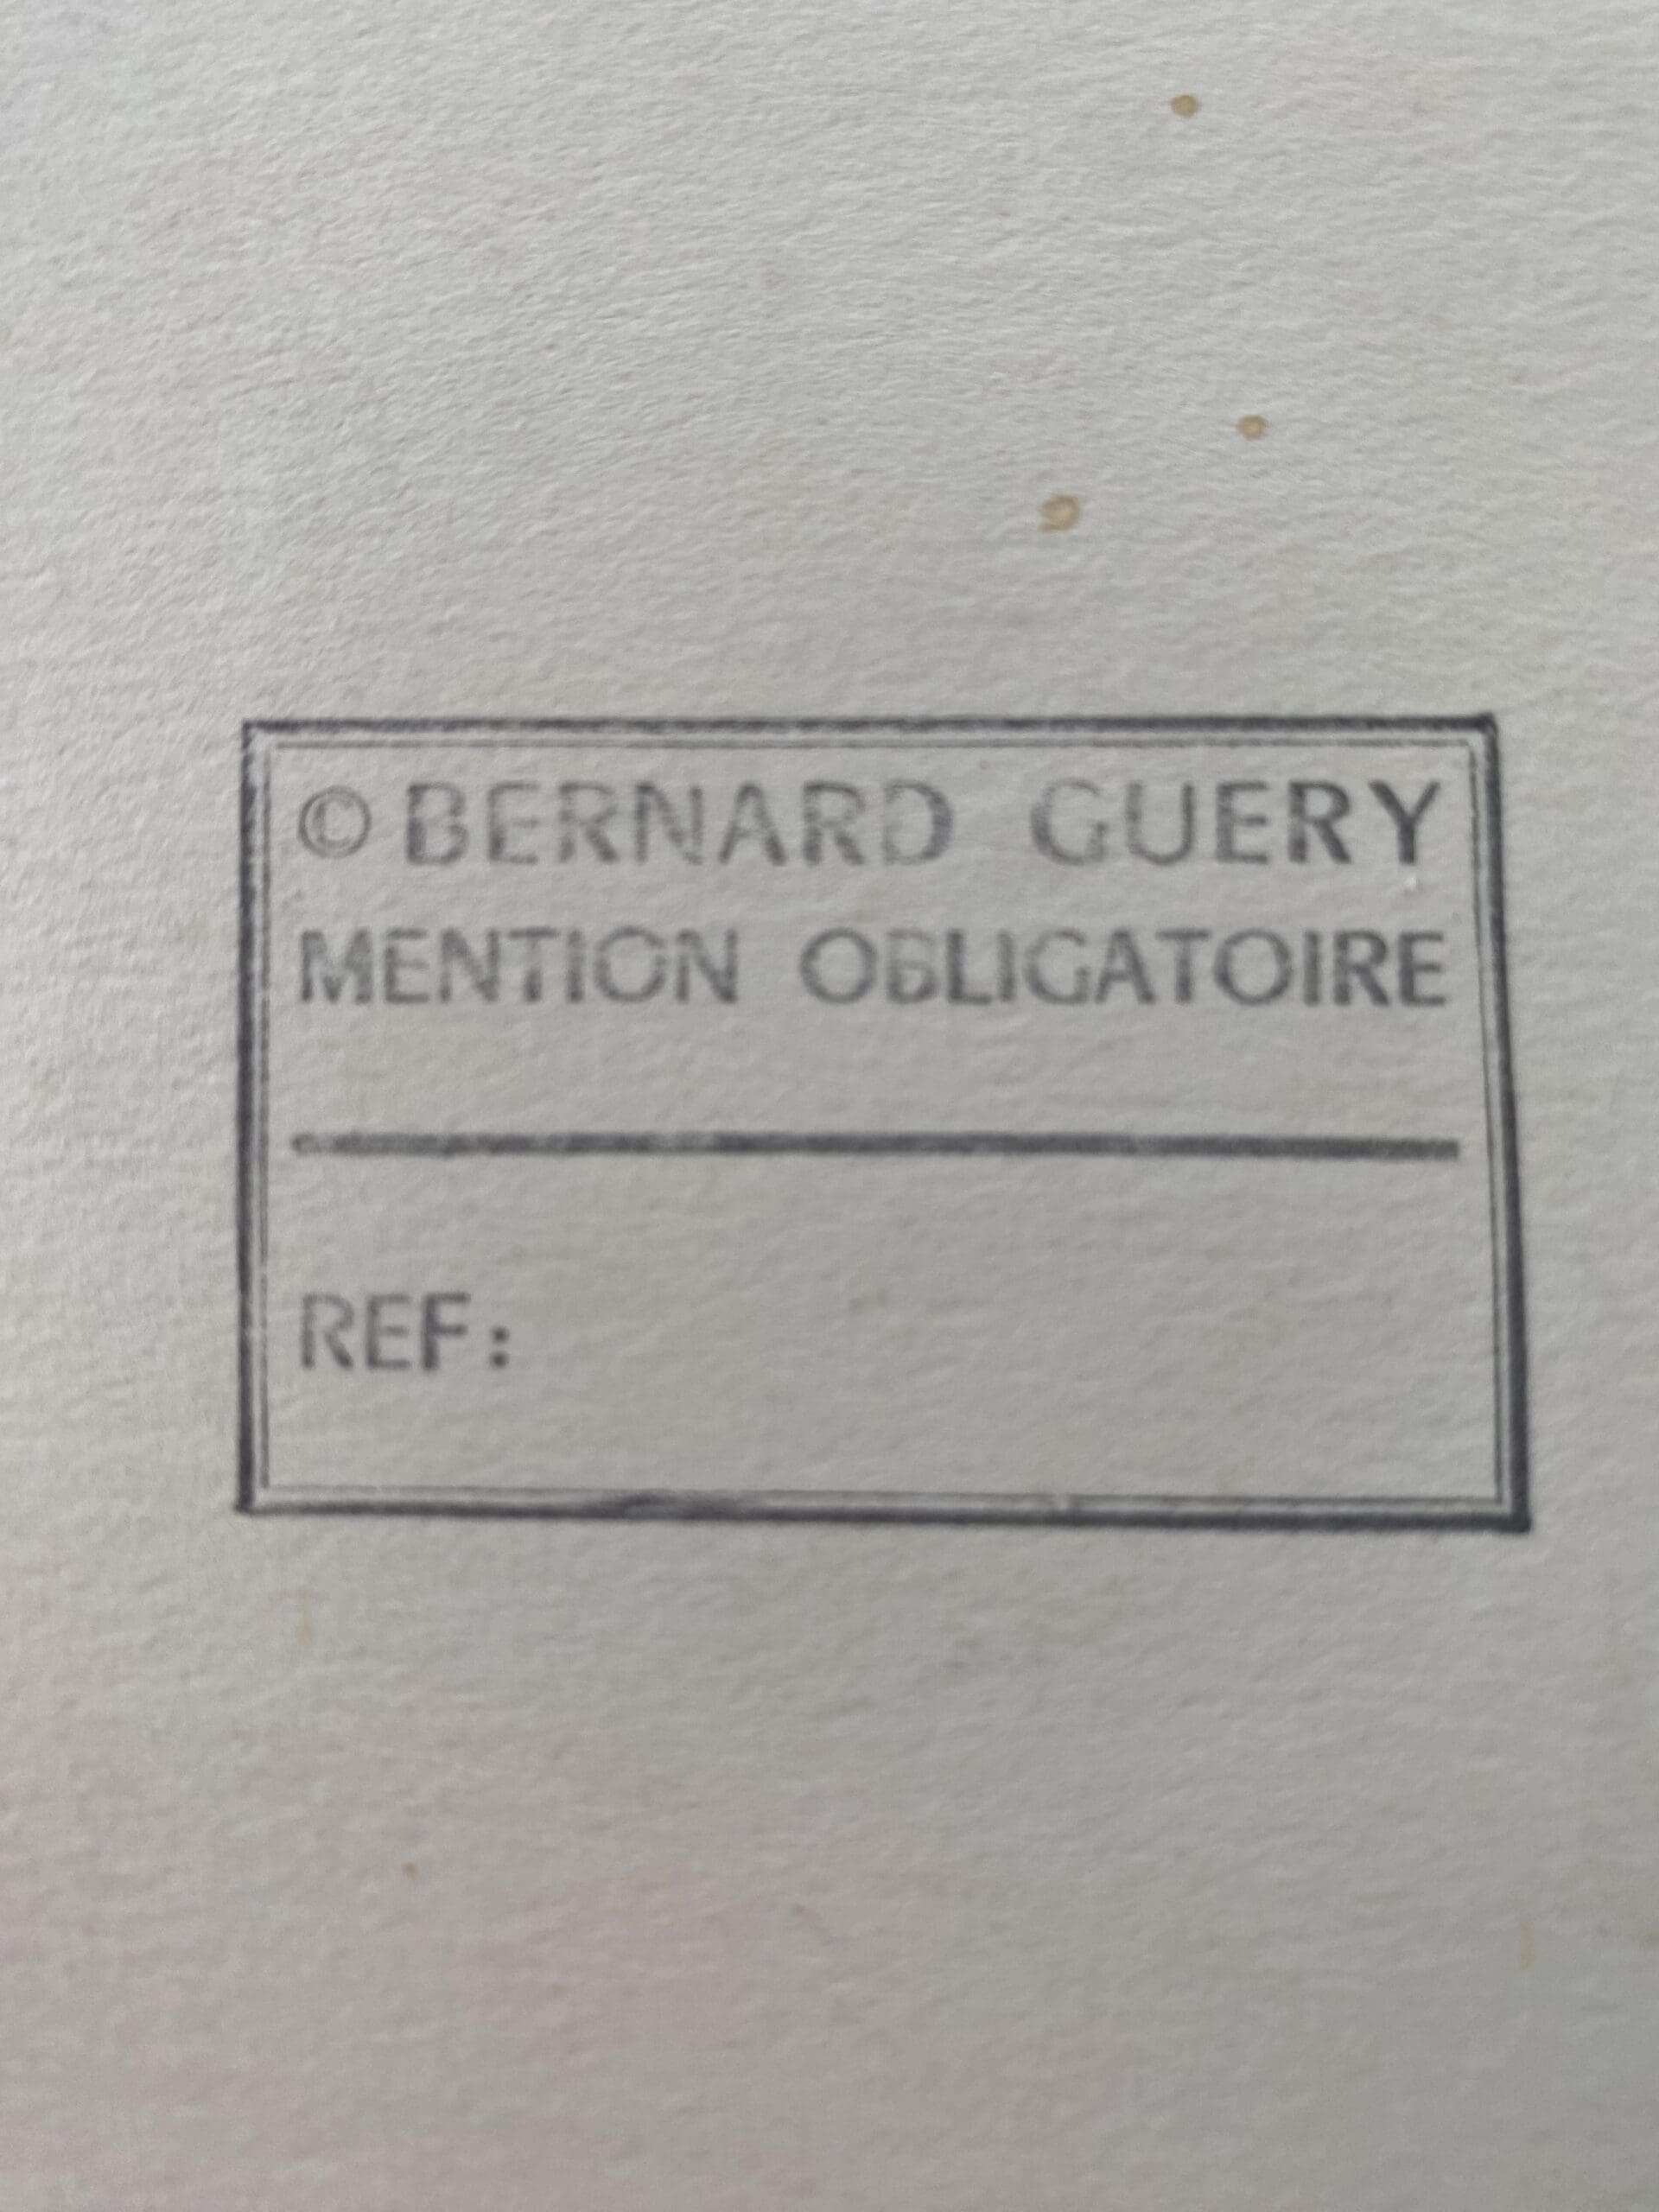 © BERNARD GUERY
MENTION OBLIGATOIRE
REF: